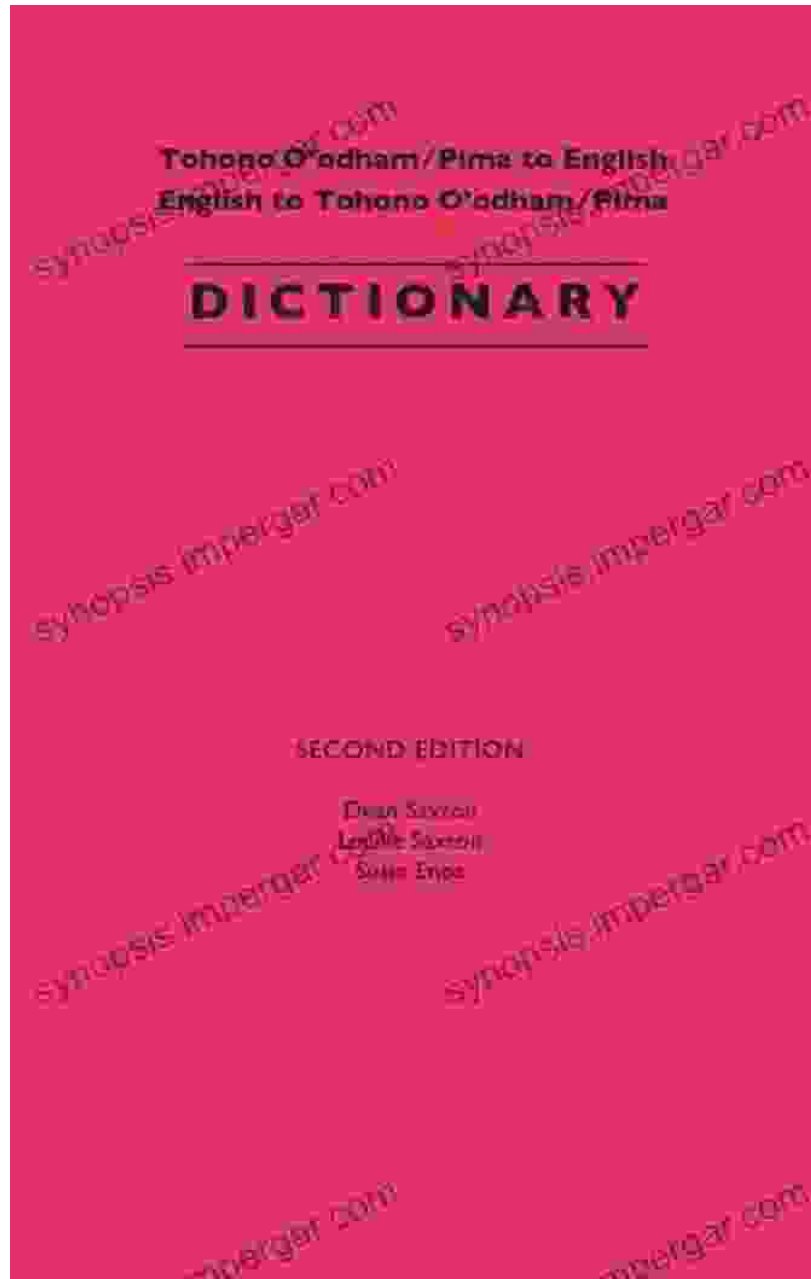 Tohono O'odham/Pima to English
English to Tohono O'odham/Pima
DICTIONARY
SECOND EDITION
Dean Saxton
Lucille Saxton
Susie Enos
synopsis.impergar.com
synopsis.impergar.com
synopsis.impergar.com
synopsis.impergar.com
synopsis.impergar.com
synopsis.impergar.com